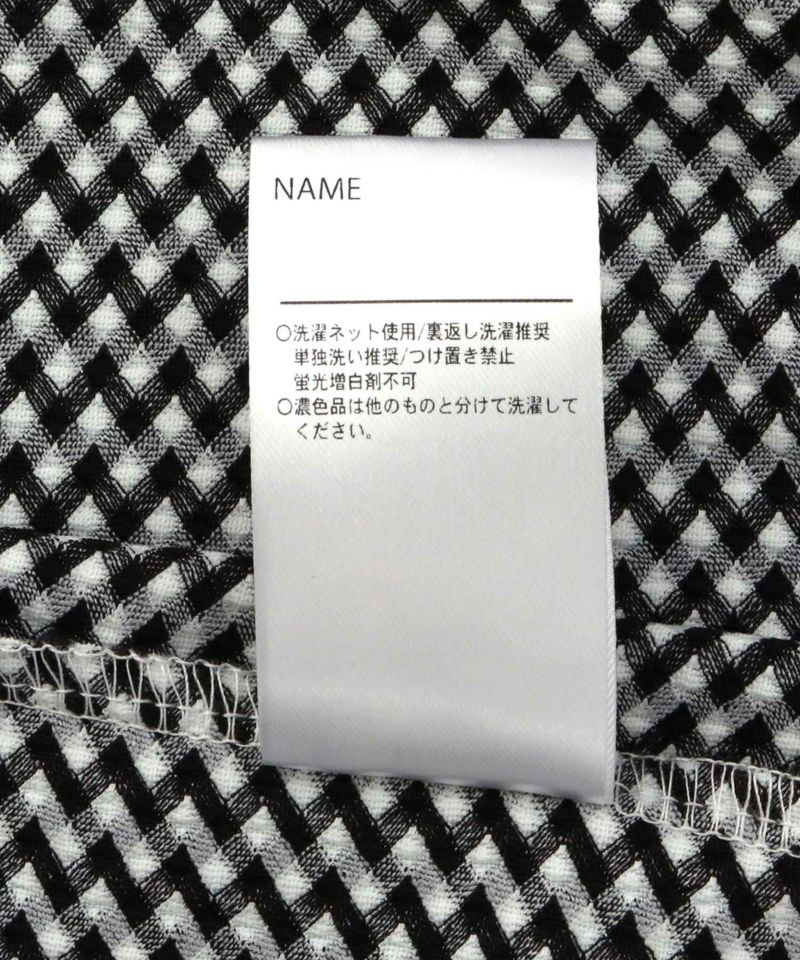 NAME
○洗濯ネット使用/裏返し洗濯推奨
単独洗い推奨/つけ置き禁止
蛍光増白剤不可
○濃色品は他のものと分けて洗濯して
ください。